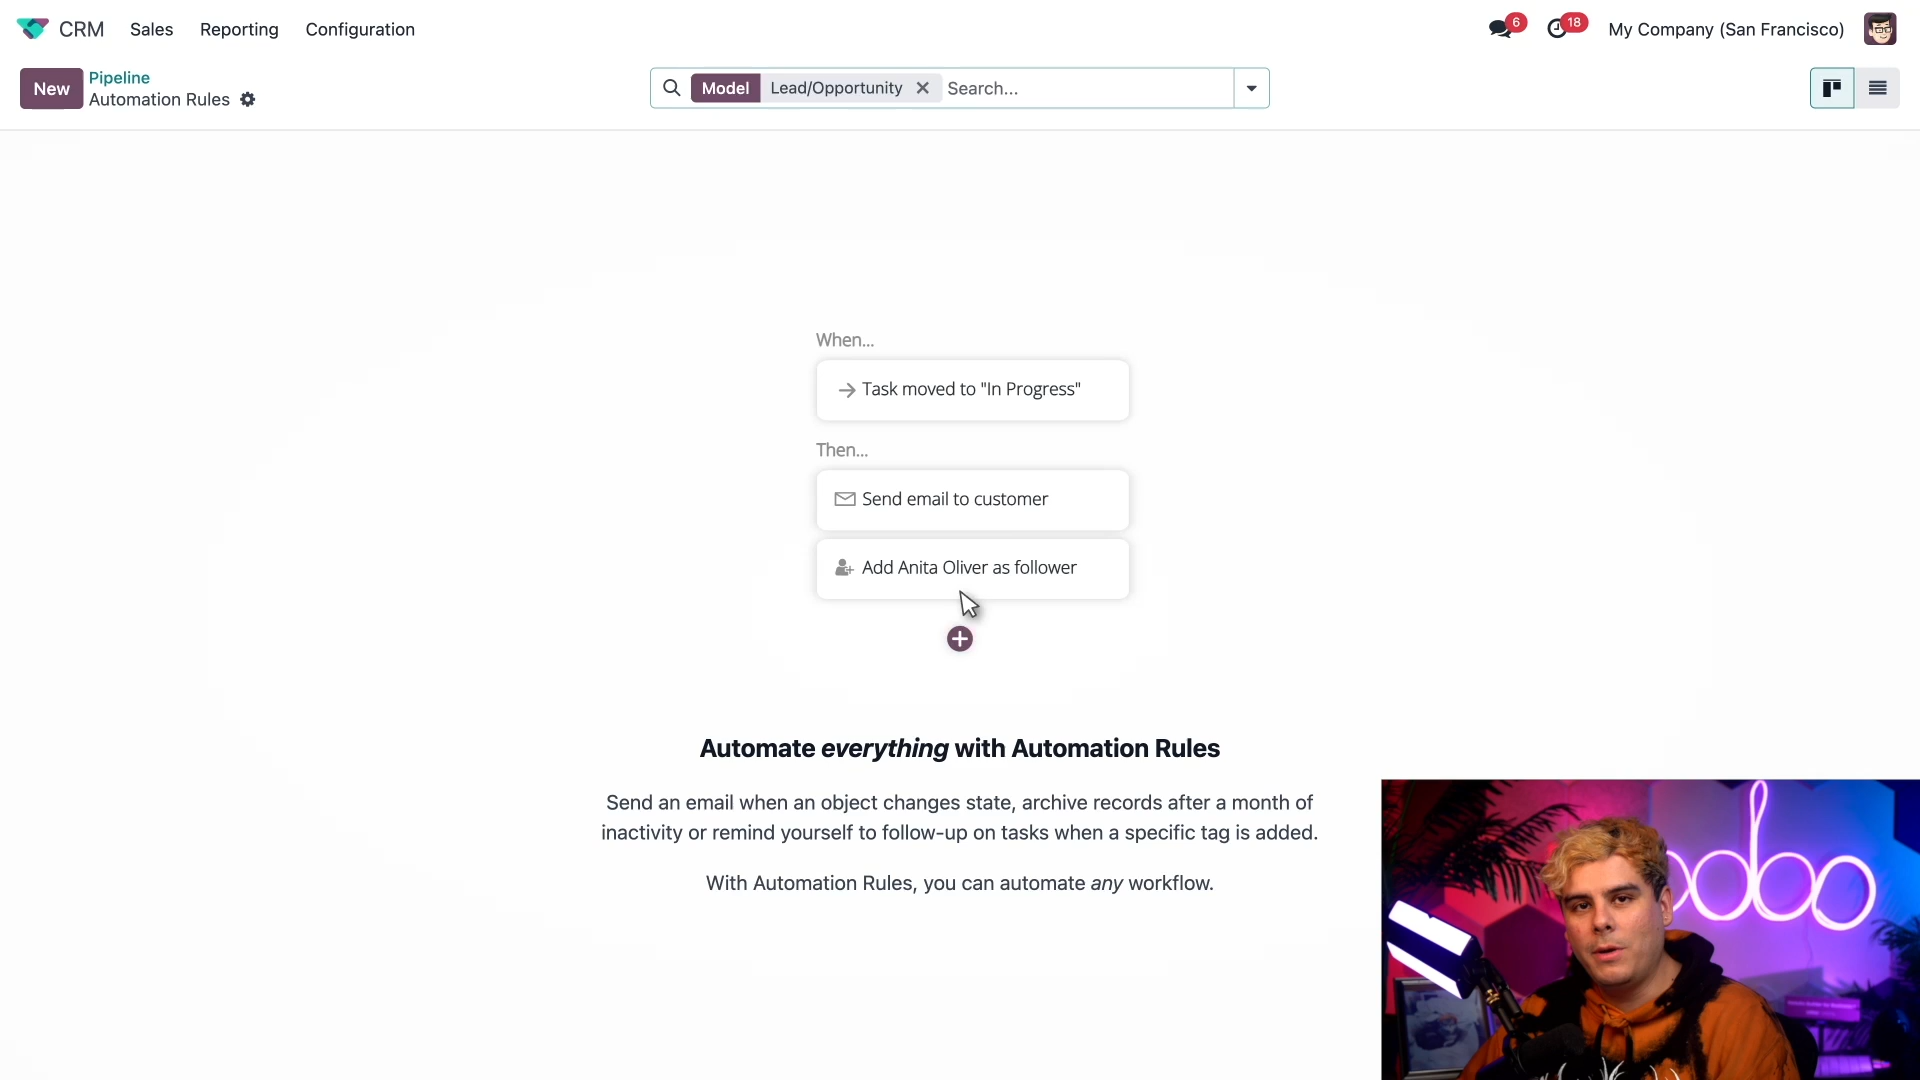 CRM Sales Reporting Configuration 6 18 My Company (San Francisco)
New Pipeline
Automation Rules
Model Lead/Opportunity Search...
When...
Task moved to "In Progress"
Then...
Send email to customer
Add Anita Oliver as follower
Automate everything with Automation Rules
Send an email when an object changes state, archive records after a month of
inactivity or remind yourself to follow-up on tasks when a specific tag is added.
With Automation Rules, you can automate any workflow.
odoo